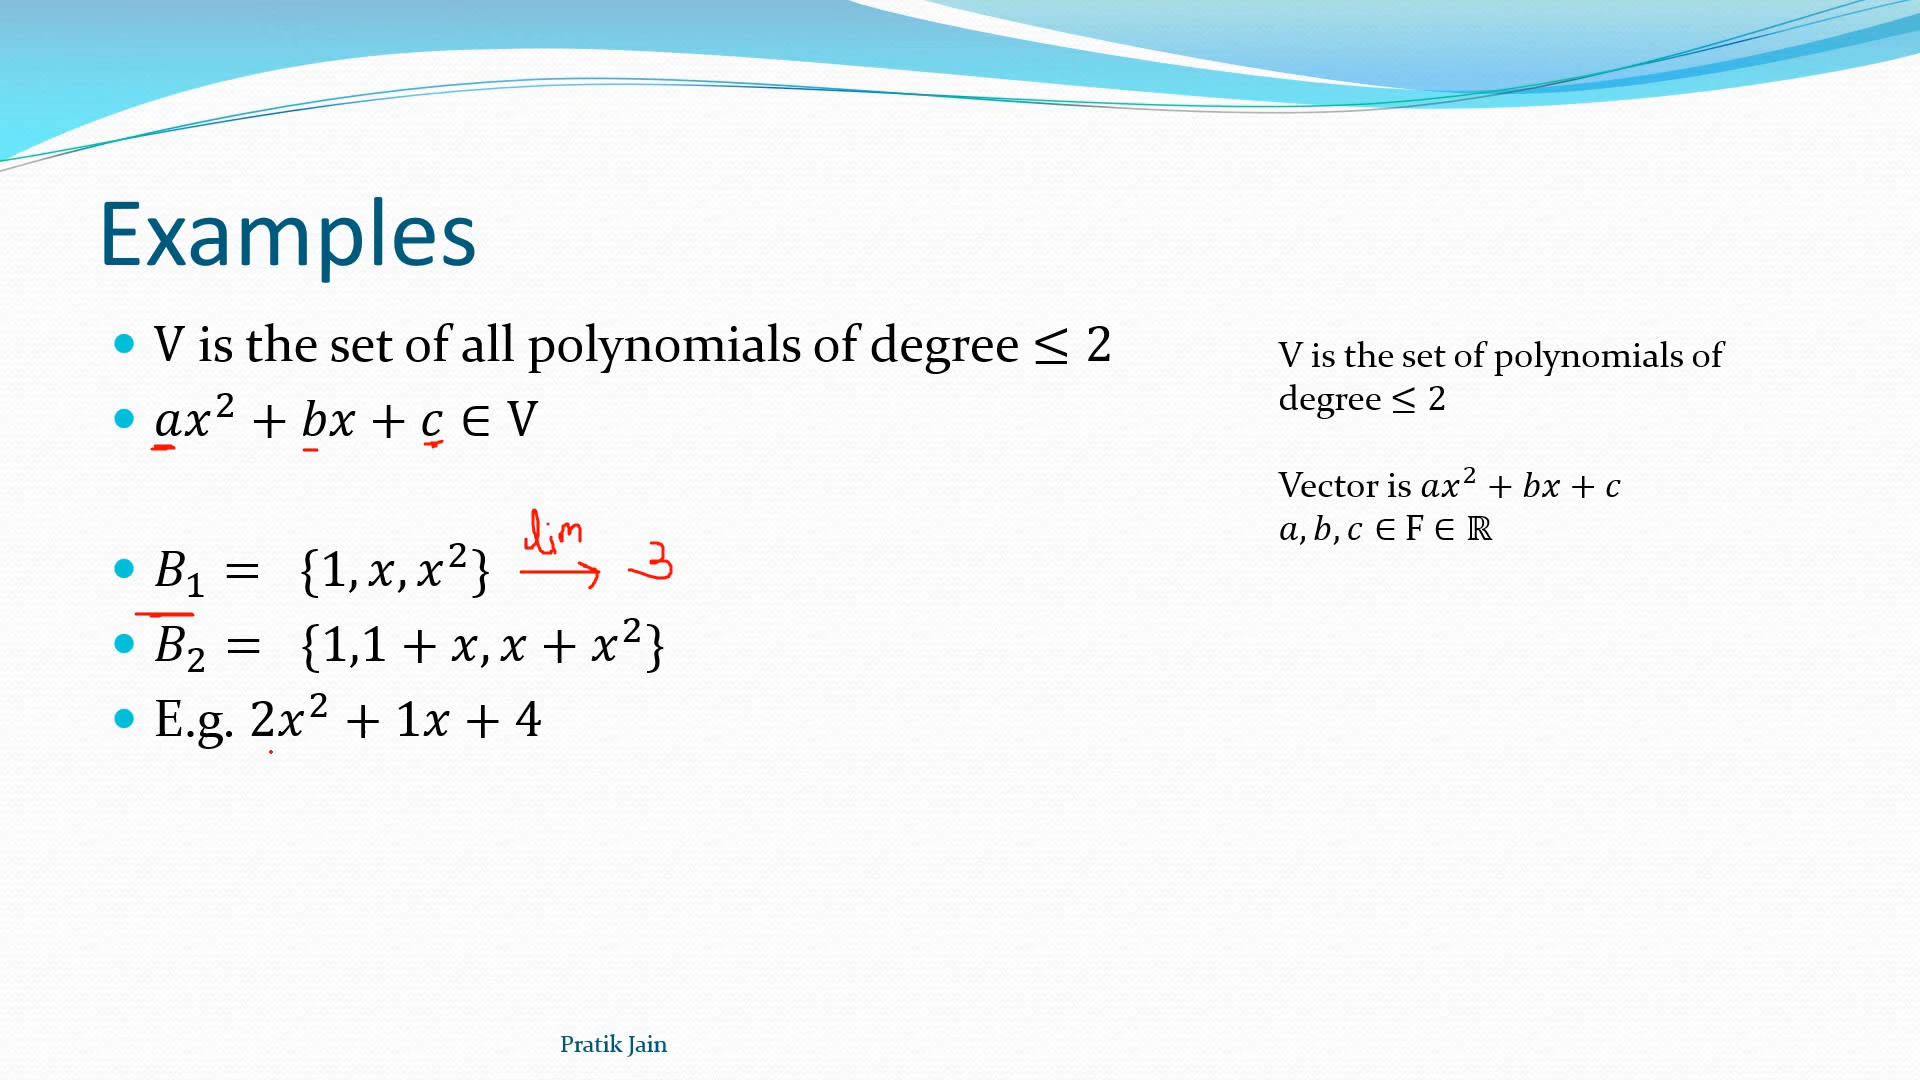 Examples
• V is the set of all polynomials of degree ≤ 2
• ax² + bx + c ∈ V
• B₁ = {1, x, x²} dim → 3
• B₂ = {1,1 + x, x + x²}
• E.g. 2x² + 1x + 4
V is the set of polynomials of
degree ≤ 2
Vector is ax² + bx + c
a, b, c ∈ F ∈ ℝ
Pratik Jain